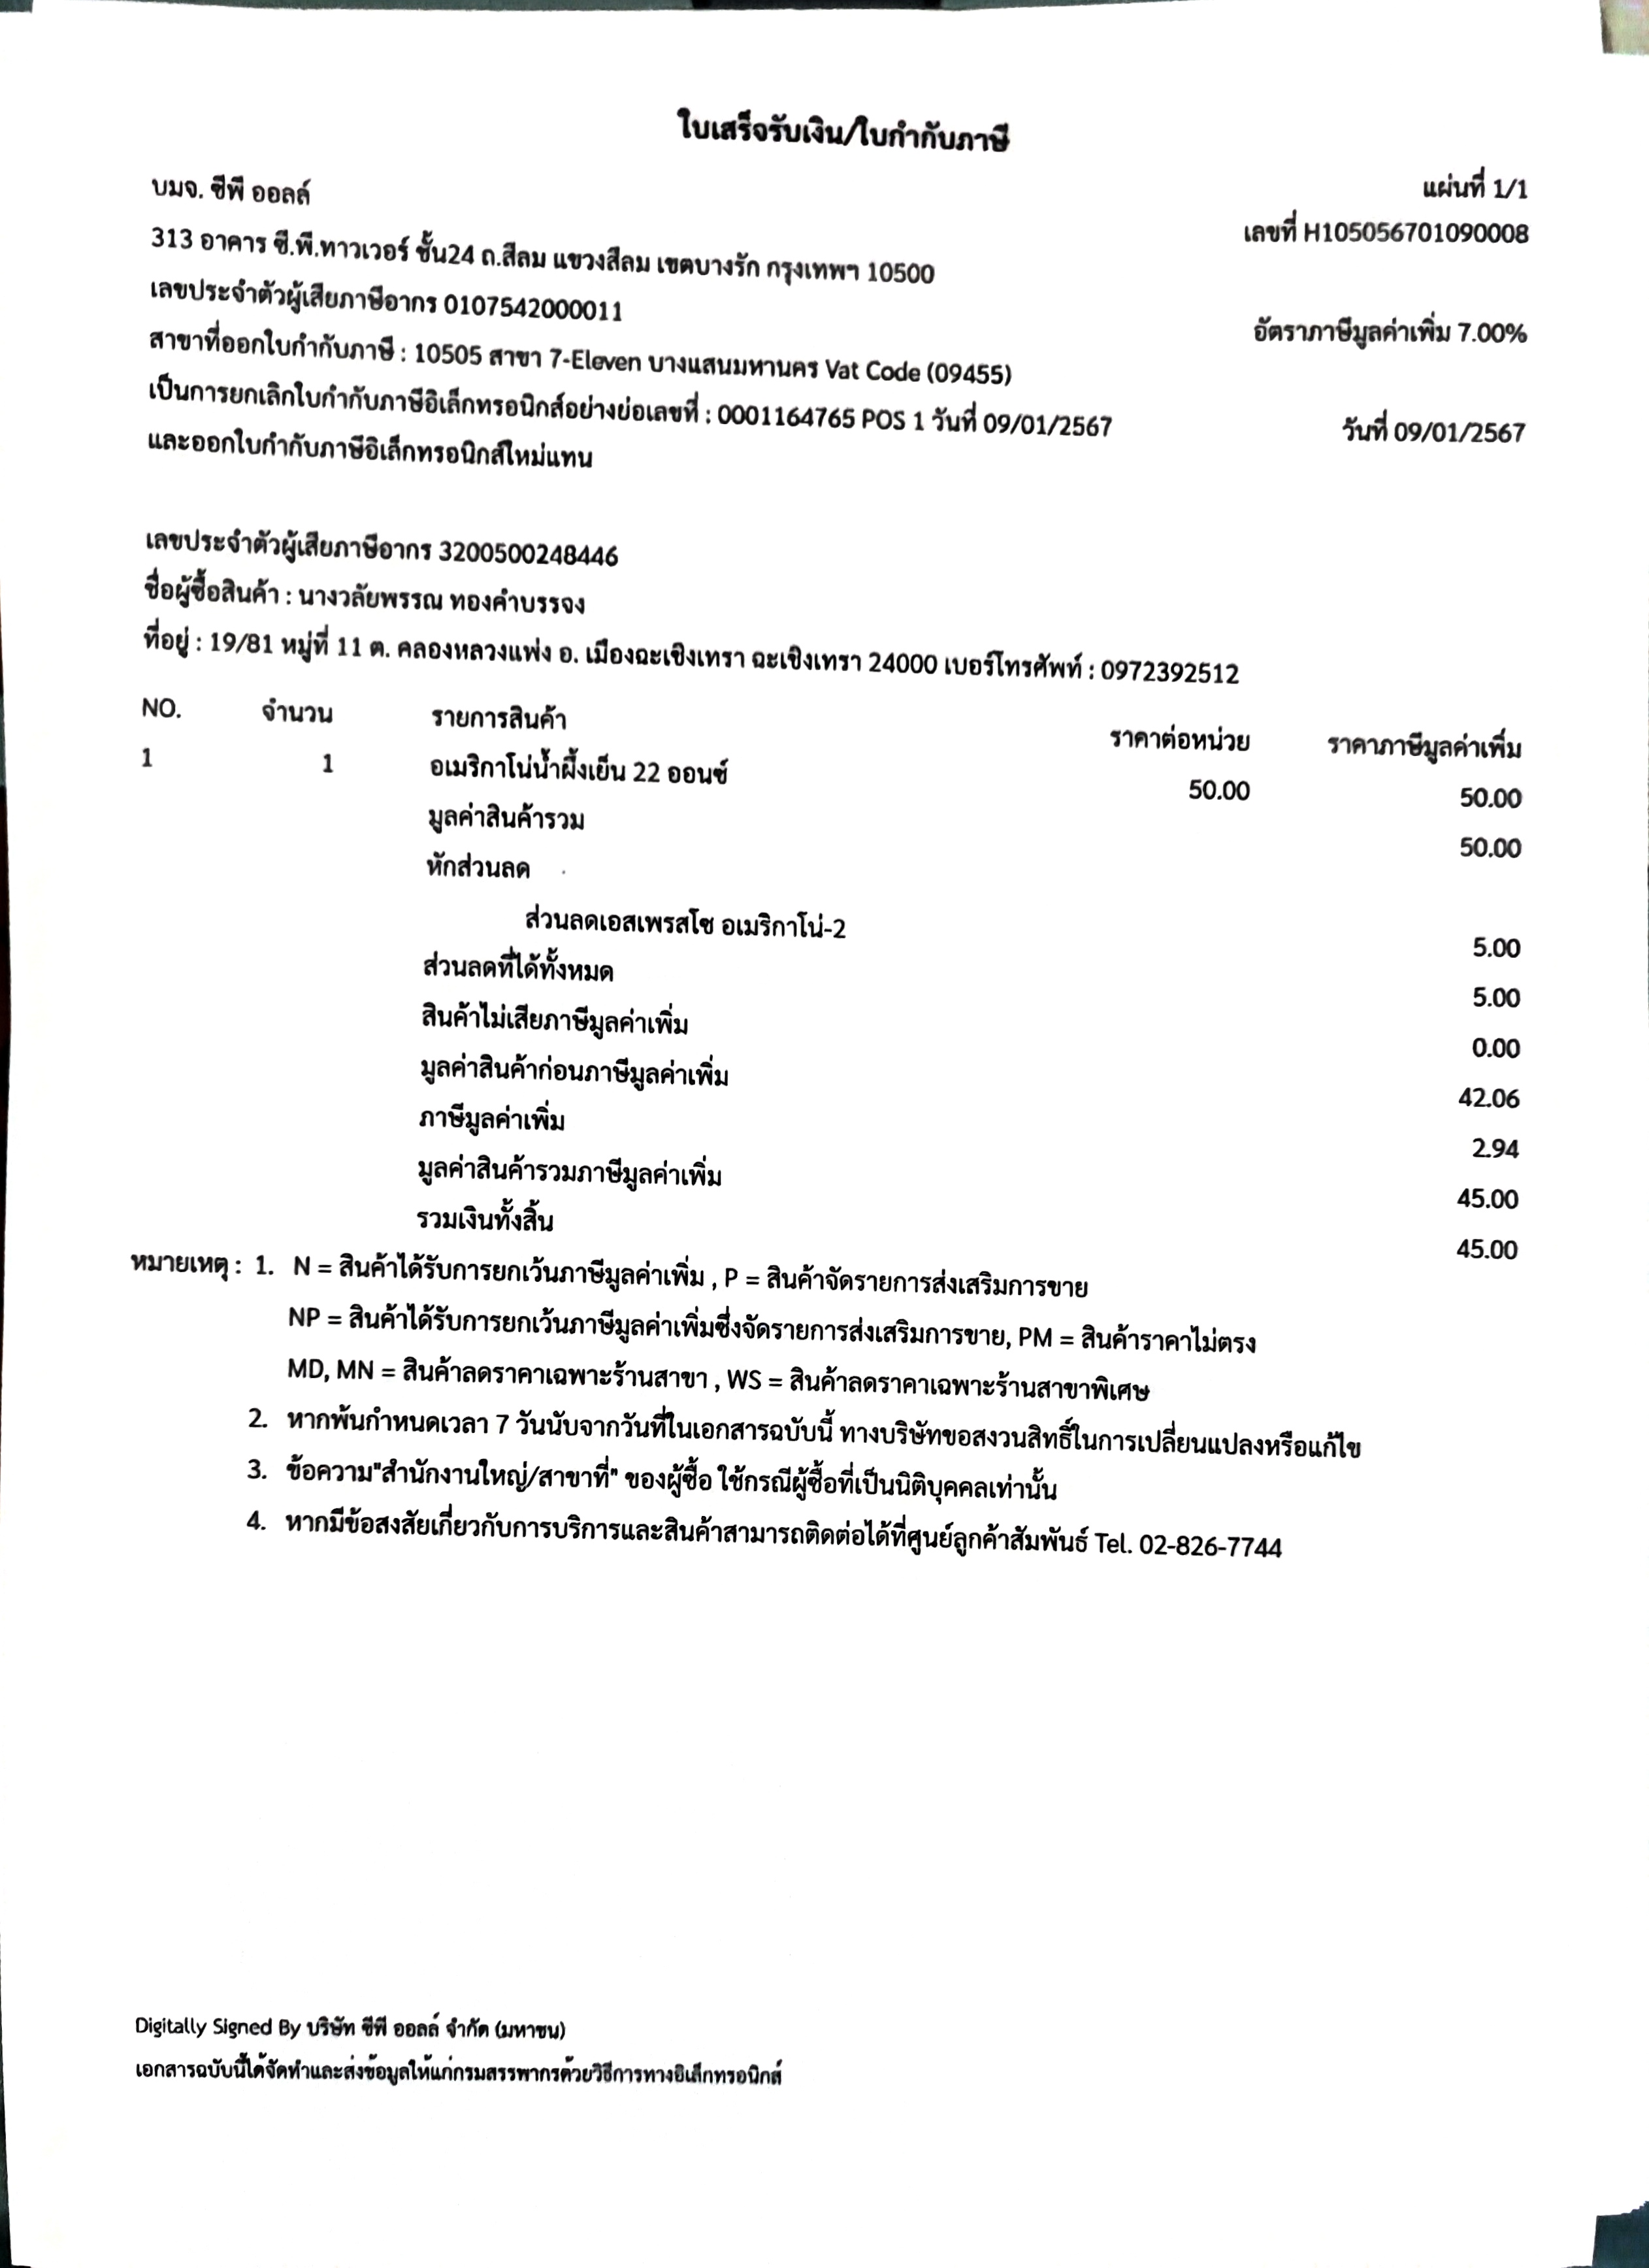 ใบเสร็จรับเงิน/ใบกำกับภาษี
แผ่นที่ 1/1
บมจ. ซีพี ออลล์
เลขที่ H105056701090008
313 อาคาร ซี.พี.ทาวเวอร์ ชั้น24 ถ.สีลม แขวงสีลม เขตบางรัก กรุงเทพฯ 10500
เลขประจำตัวผู้เสียภาษีอากร 0107542000011
อัตราภาษีมูลค่าเพิ่ม 7.00%
สาขาที่ออกใบกำกับภาษี : 10505 สาขา 7-Eleven บางแสนมหานคร Vat Code (09455)
เป็นการยกเลิกใบกำกับภาษีอิเล็กทรอนิกส์อย่างย่อเลขที่ : 0001164765 POS 1 วันที่ 09/01/2567
วันที่ 09/01/2567
และออกใบกำกับภาษีอิเล็กทรอนิกส์ใหม่แทน
เลขประจำตัวผู้เสียภาษีอากร 3200500248446
ชื่อผู้ซื้อสินค้า : นางวลัยพรรณ ทองคำบรรจง
ที่อยู่ : 19/81 หมู่ที่ 11 ต. คลองหลวงแพ่ง อ. เมืองฉะเชิงเทรา ฉะเชิงเทรา 24000 เบอร์โทรศัพท์ : 0972392512
NO. จำนวน รายการสินค้า ราคาต่อหน่วย ราคาภาษีมูลค่าเพิ่ม
1 1 อเมริกาโน่น้ำผึ้งเย็น 22 ออนซ์ 50.00 50.00
มูลค่าสินค้ารวม 50.00
หักส่วนลด
ส่วนลดเอสเพรสโซ อเมริกาโน่-2 5.00
ส่วนลดที่ได้ทั้งหมด 5.00
สินค้าไม่เสียภาษีมูลค่าเพิ่ม 0.00
มูลค่าสินค้าก่อนภาษีมูลค่าเพิ่ม 42.06
ภาษีมูลค่าเพิ่ม 2.94
มูลค่าสินค้ารวมภาษีมูลค่าเพิ่ม 45.00
รวมเงินทั้งสิ้น 45.00
หมายเหตุ : 1. N = สินค้าได้รับการยกเว้นภาษีมูลค่าเพิ่ม , P = สินค้าจัดรายการส่งเสริมการขาย
NP = สินค้าได้รับการยกเว้นภาษีมูลค่าเพิ่มซึ่งจัดรายการส่งเสริมการขาย, PM = สินค้าราคาไม่ตรง
MD, MN = สินค้าลดราคาเฉพาะร้านสาขา , WS = สินค้าลดราคาเฉพาะร้านสาขาพิเศษ
2. หากพ้นกำหนดเวลา 7 วันนับจากวันที่ในเอกสารฉบับนี้ ทางบริษัทขอสงวนสิทธิ์ในการเปลี่ยนแปลงหรือแก้ไข
3. ข้อความ"สำนักงานใหญ่/สาขาที่" ของผู้ซื้อ ใช้กรณีผู้ซื้อที่เป็นนิติบุคคลเท่านั้น
4. หากมีข้อสงสัยเกี่ยวกับการบริการและสินค้าสามารถติดต่อได้ที่ศูนย์ลูกค้าสัมพันธ์ Tel. 02-826-7744
Digitally Signed By บริษัท ซีพี ออลล์ จำกัด (มหาชน)
เอกสารฉบับนี้ได้จัดทำและส่งข้อมูลให้แก่กรมสรรพากรด้วยวิธีการทางอิเล็กทรอนิกส์